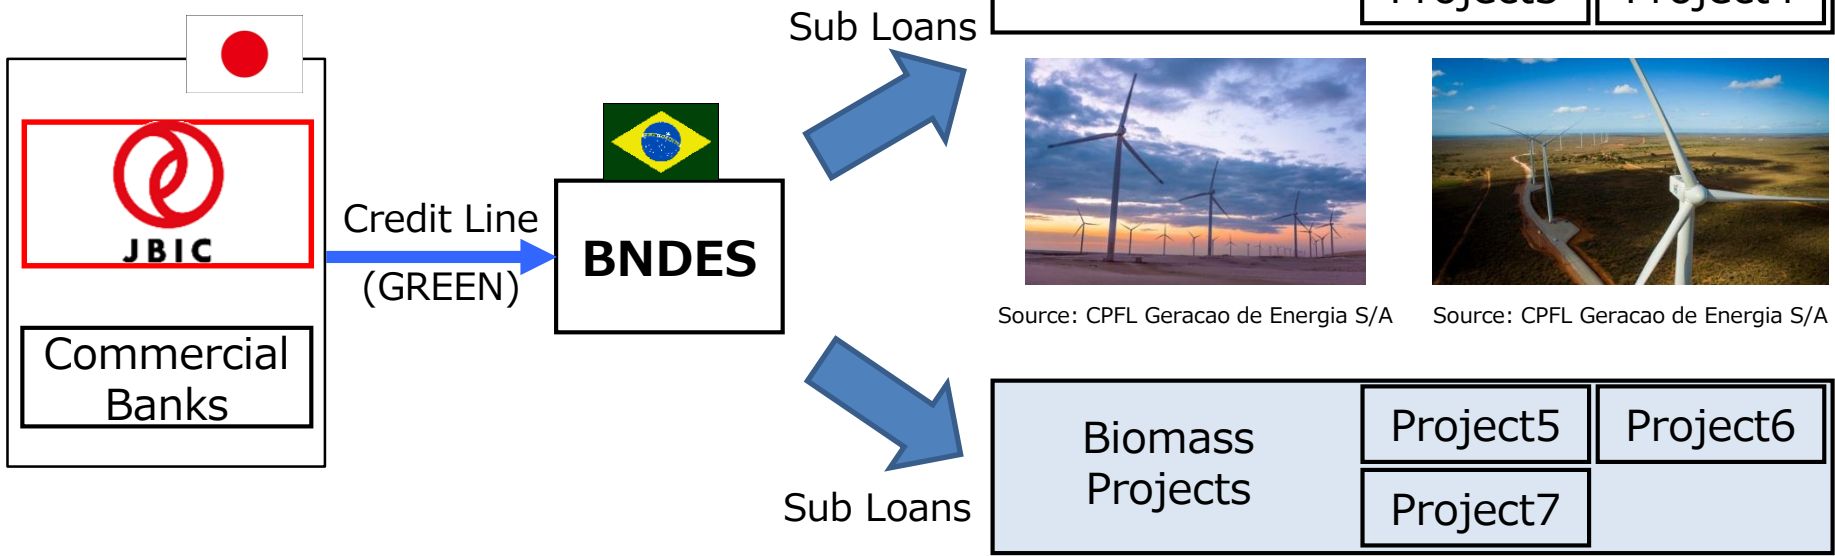 Sub Loans
JBIC
Credit Line
(GREEN)
BNDES
Commercial
Banks
Source: CPFL Geracao de Energia S/A
Source: CPFL Geracao de Energia S/A
Biomass
Projects
Project5
Project6
Project7
Sub Loans